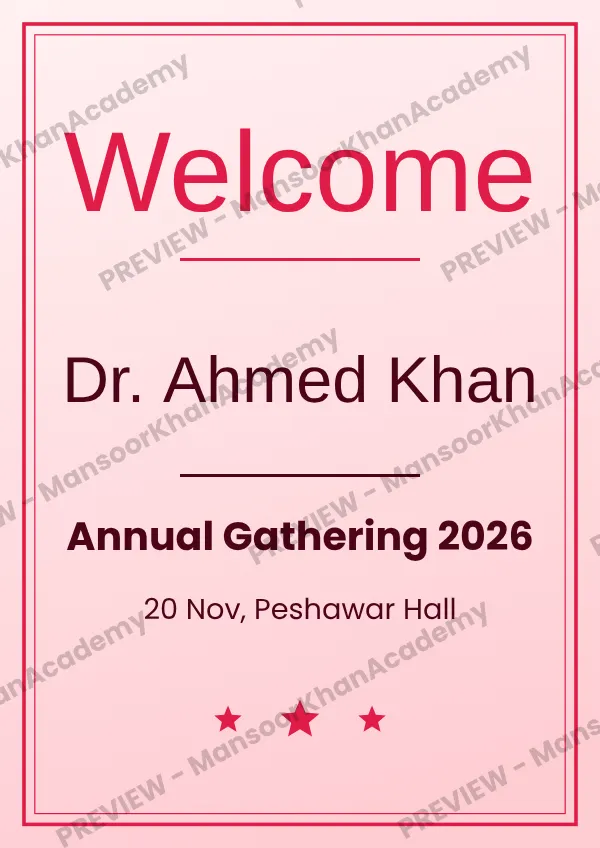 Welcome
Dr. Ahmed Khan
Annual Gathering 2026
20 Nov, Peshawar Hall
PREVIEW - MansoorKhanAcademy